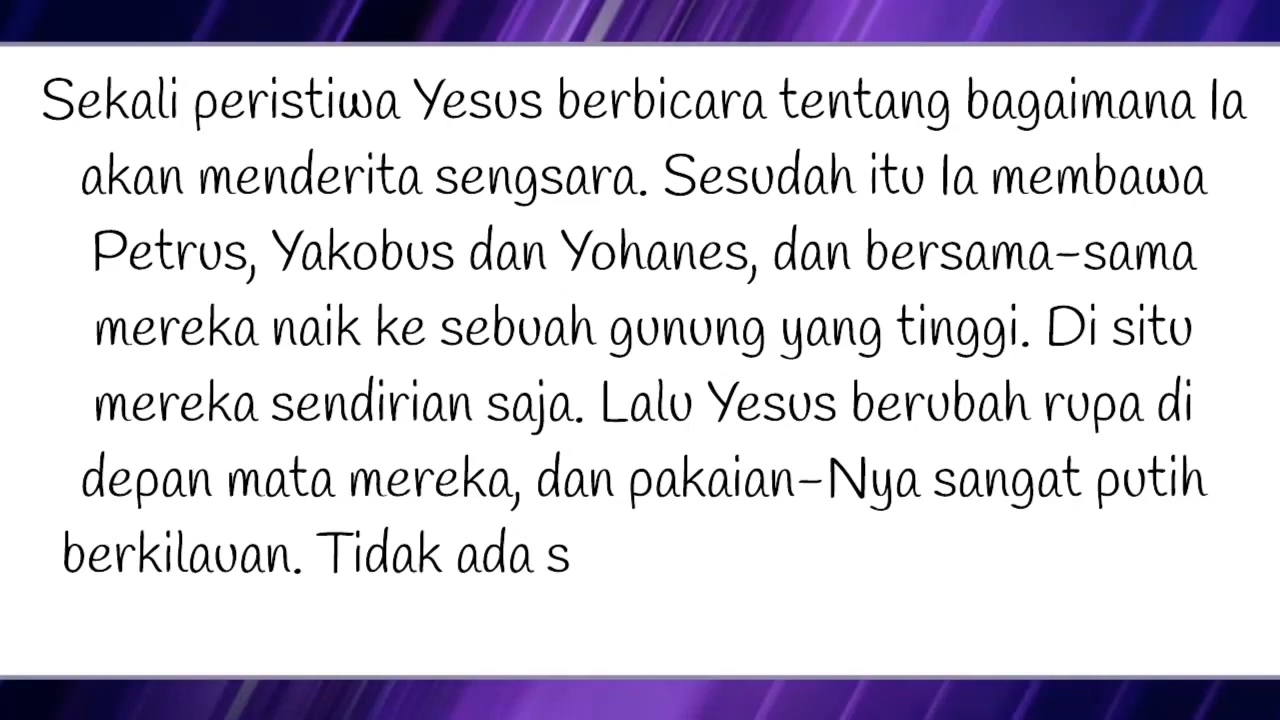 Sekali peristiwa Yesus berbicara tentang bagaimana Ia
akan menderita sengsara. Sesudah itu Ia membawa
Petrus, Yakobus dan Yohanes, dan bersama-sama
mereka naik ke sebuah gunung yang tinggi. Di situ
mereka sendirian saja. Lalu Yesus berubah rupa di
depan mata mereka, dan pakaian-Nya sangat putih
berkilauan. Tidak ada s